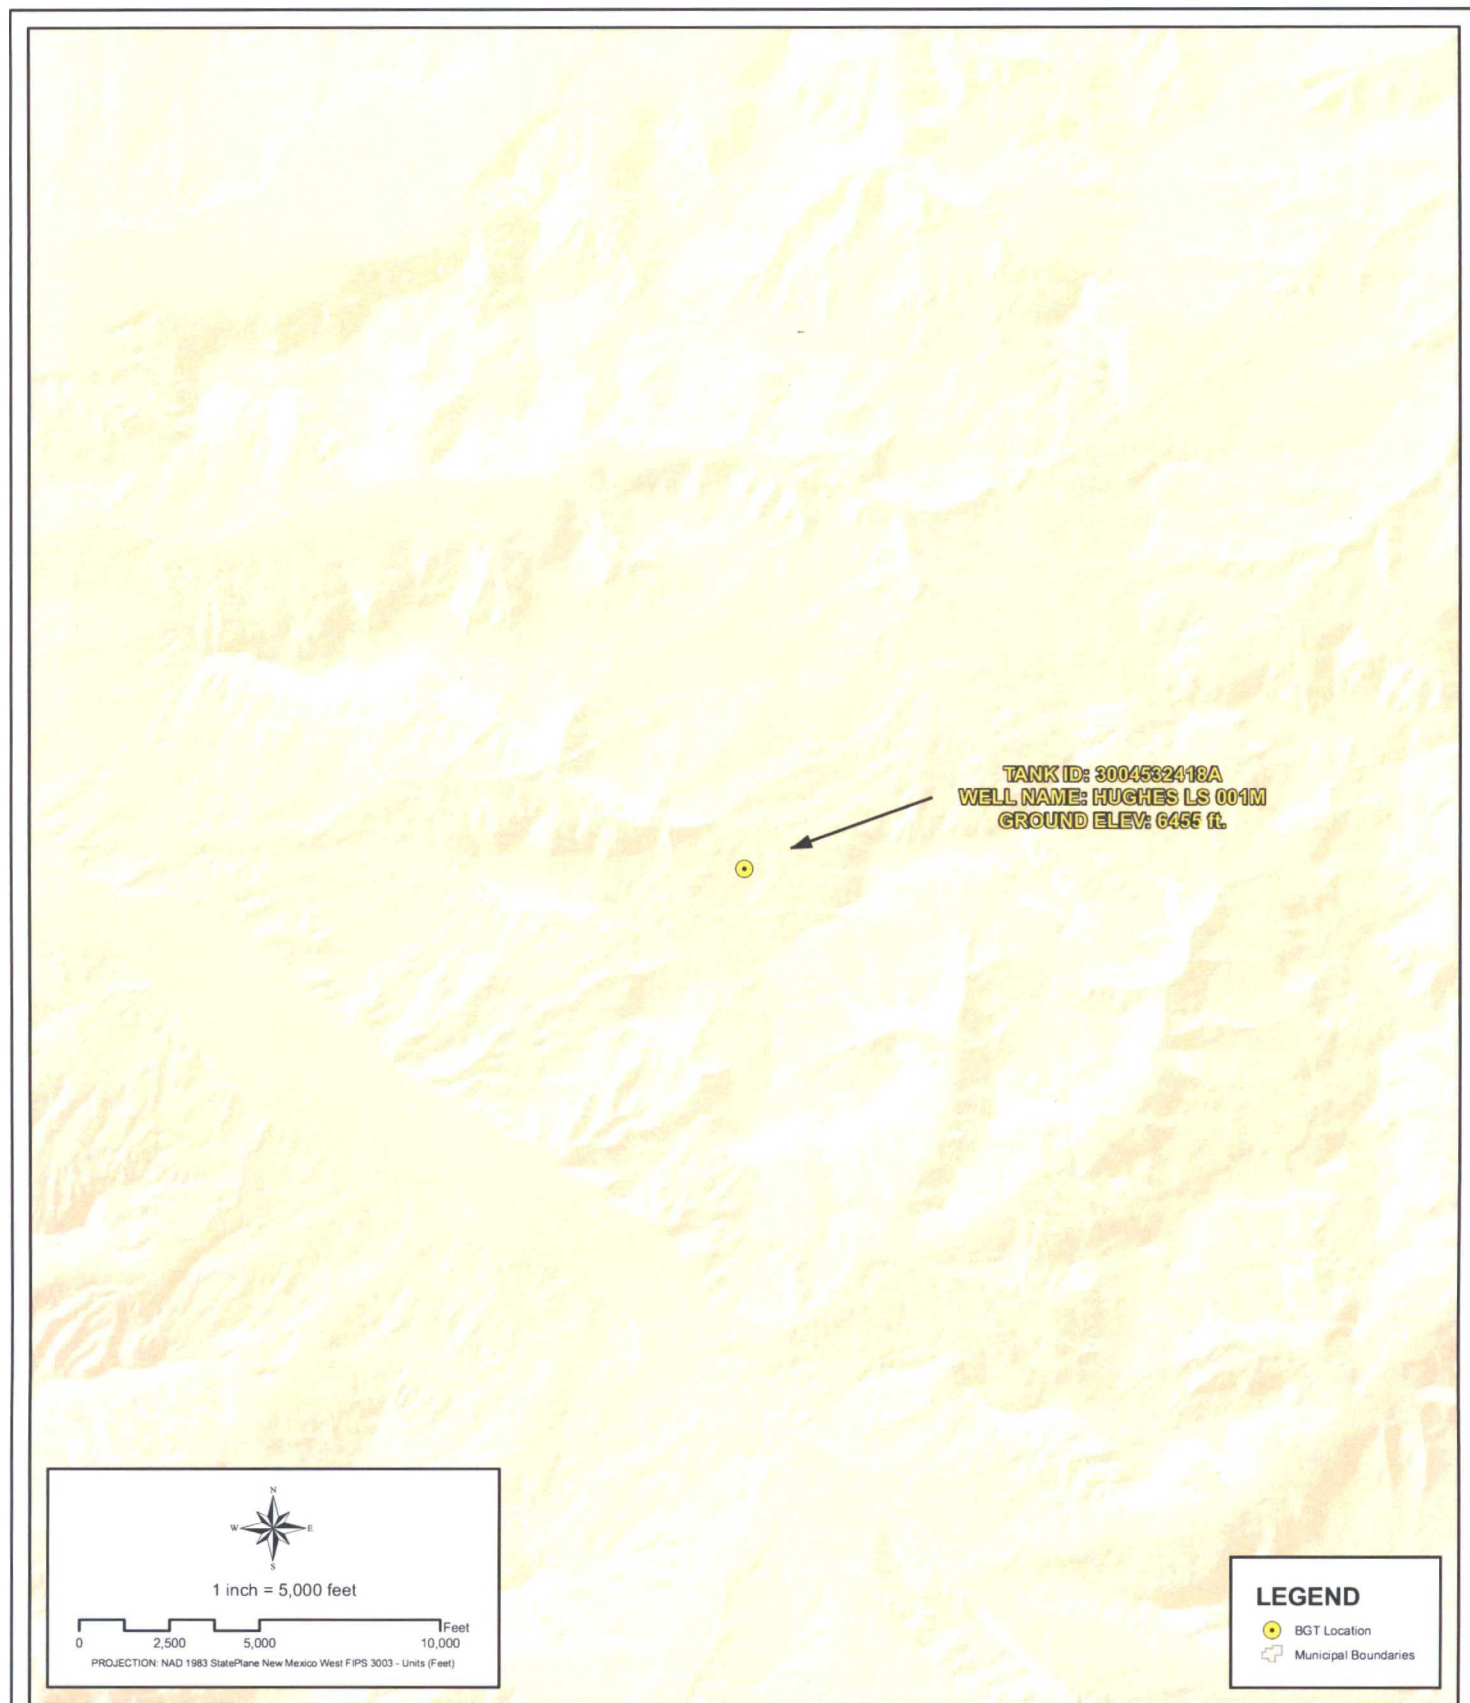 TANK ID: 3004532418A
WELL NAME: HUGHES LS 001M
GROUND ELEV: 6455 ft.
N
W E
S
1 inch = 5,000 feet
Feet
0 2,500 5,000 10,000
PROJECTION: NAD 1983 StatePlane New Mexico West FIPS 3003 - Units (Feet)
LEGEND
BGT Location
Municipal Boundaries